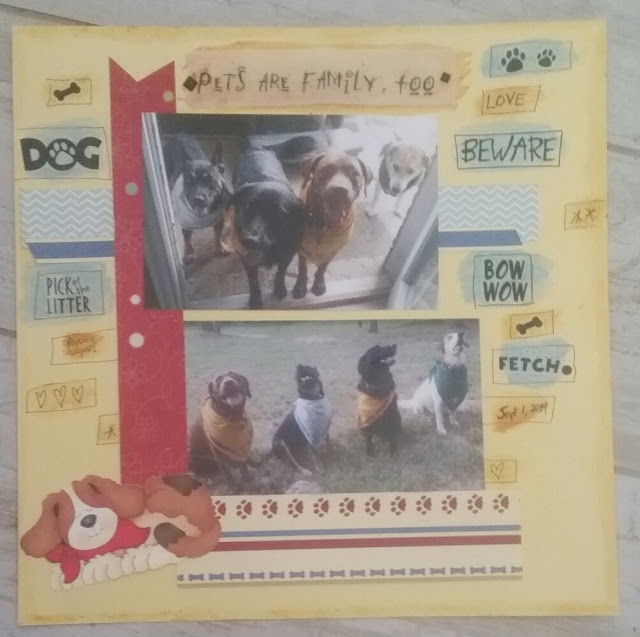 PETS ARE FAMILY, too
LOVE
DOG
BEWARE
PICK of the
LITTER
BOW
WOW
FETCH.
Sept 1, 2019